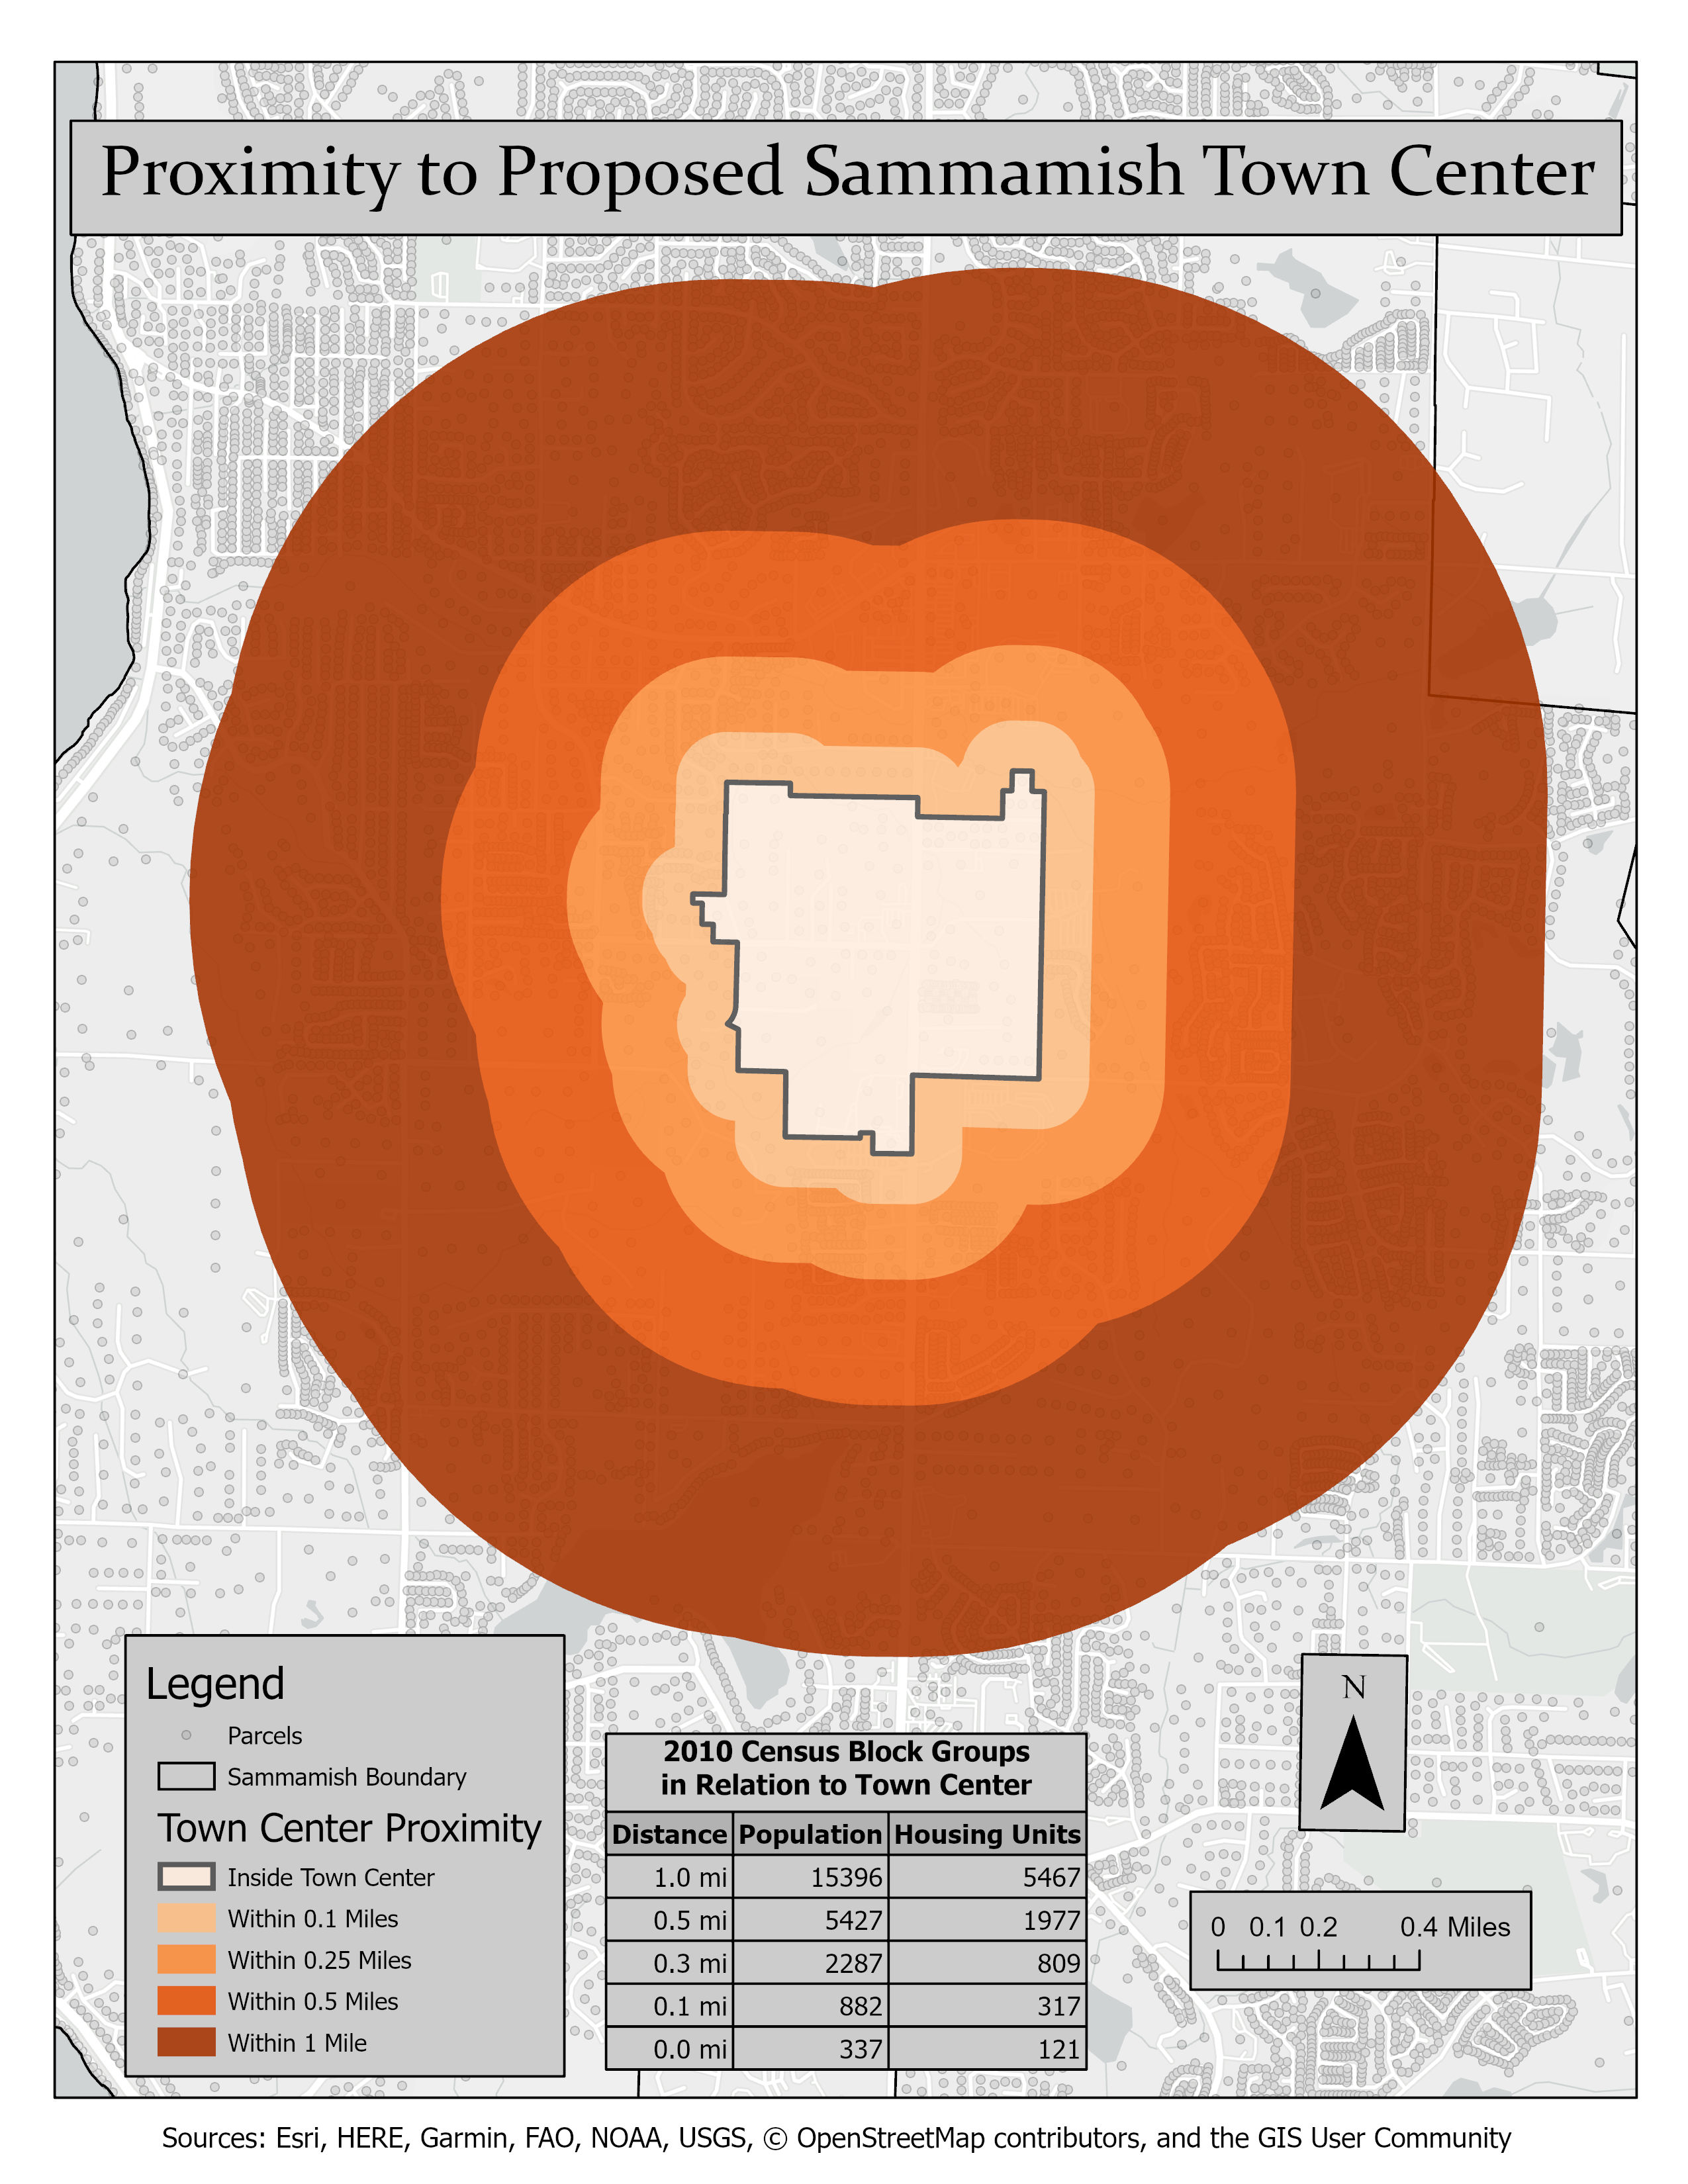 Proximity to Proposed Sammamish Town Center
Legend
Parcels
Sammamish Boundary
Town Center Proximity
Inside Town Center
Within 0.1 Miles
Within 0.25 Miles
Within 0.5 Miles
Within 1 Mile
2010 Census Block Groups
in Relation to Town Center
Distance Population Housing Units
1.0 mi 15396 5467
0.5 mi 5427 1977
0.3 mi 2287 809
0.1 mi 882 317
0.0 mi 337 121
N
0 0.1 0.2 0.4 Miles
Sources: Esri, HERE, Garmin, FAO, NOAA, USGS, © OpenStreetMap contributors, and the GIS User Community